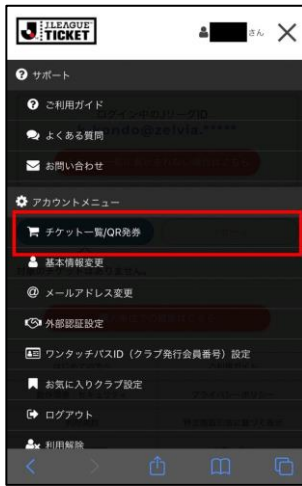 J.LEAGUE
TICKET
さん
サポート
ご利用ガイド
よくある質問
お問い合わせ
アカウントメニュー
チケット一覧/QR発券
基本情報変更
メールアドレス変更
外部認証設定
ワンタッチパスID（クラブ発行会員番号）設定
お気に入りクラブ設定
ログアウト
利用解除